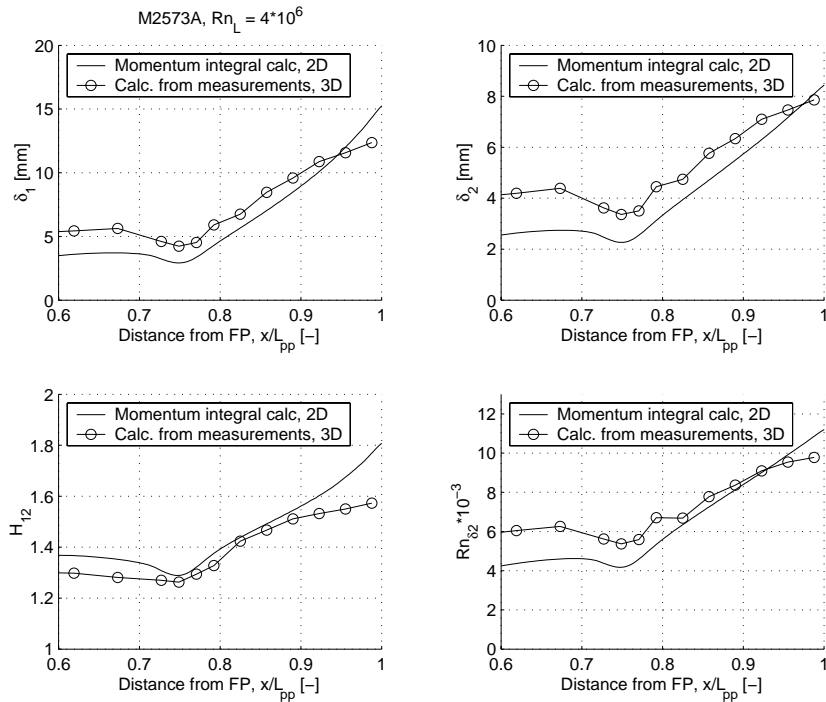 M2573A, Rn_L = 4*10^6
Momentum integral calc, 2D
Calc. from measurements, 3D
δ_1 [mm]
20
15
10
5
0
0.6 0.7 0.8 0.9 1
Distance from FP, x/L_pp [−]
Momentum integral calc, 2D
Calc. from measurements, 3D
δ_2 [mm]
10
8
6
4
2
0
0.6 0.7 0.8 0.9 1
Distance from FP, x/L_pp [−]
Momentum integral calc, 2D
Calc. from measurements, 3D
H_12
2
1.8
1.6
1.4
1.2
1
0.6 0.7 0.8 0.9 1
Distance from FP, x/L_pp [−]
Momentum integral calc, 2D
Calc. from measurements, 3D
Rn_δ2*10^−3
12
10
8
6
4
2
0
0.6 0.7 0.8 0.9 1
Distance from FP, x/L_pp [−]